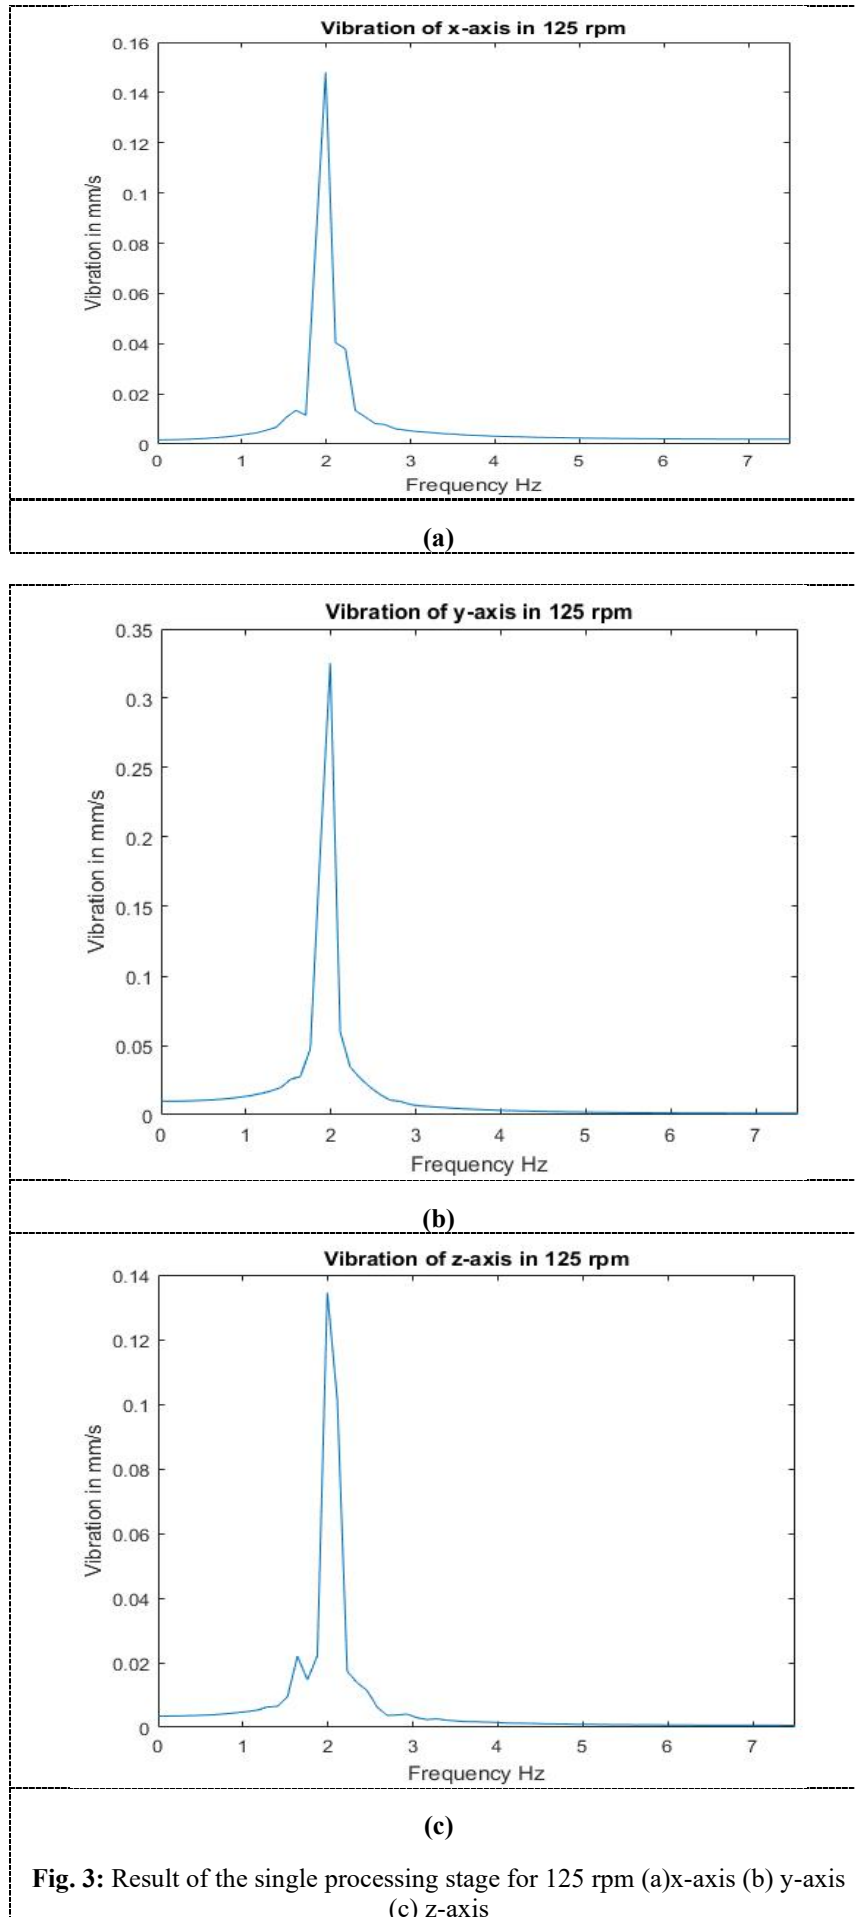 Vibration of x-axis in 125 rpm
0.16
0.14
0.12
0.1
0.08
0.06
0.04
0.02
0
Vibration in mm/s
0 1 2 3 4 5 6 7
Frequency Hz
(a)
Vibration of y-axis in 125 rpm
0.35
0.3
0.25
0.2
0.15
0.1
0.05
0
Vibration in mm/s
0 1 2 3 4 5 6 7
Frequency Hz
(b)
Vibration of z-axis in 125 rpm
0.14
0.12
0.1
0.08
0.06
0.04
0.02
0
Vibration in mm/s
0 1 2 3 4 5 6 7
Frequency Hz
(c)
Fig. 3: Result of the single processing stage for 125 rpm (a)x-axis (b) y-axis
(c) z-axis